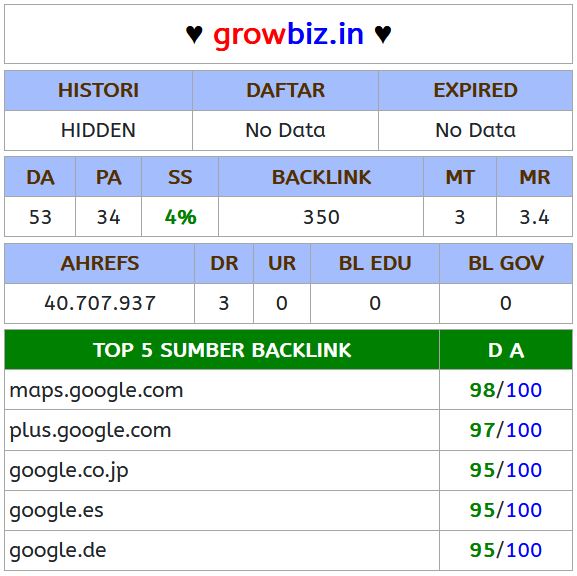 ♥ growbiz.in ♥
HISTORI DAFTAR EXPIRED
HIDDEN No Data No Data
DA PA SS BACKLINK MT MR
53 34 4% 350 3 3.4
AHREFS DR UR BL EDU BL GOV
40.707.937 3 0 0 0
TOP 5 SUMBER BACKLINK D A
maps.google.com 98/100
plus.google.com 97/100
google.co.jp 95/100
google.es 95/100
google.de 95/100